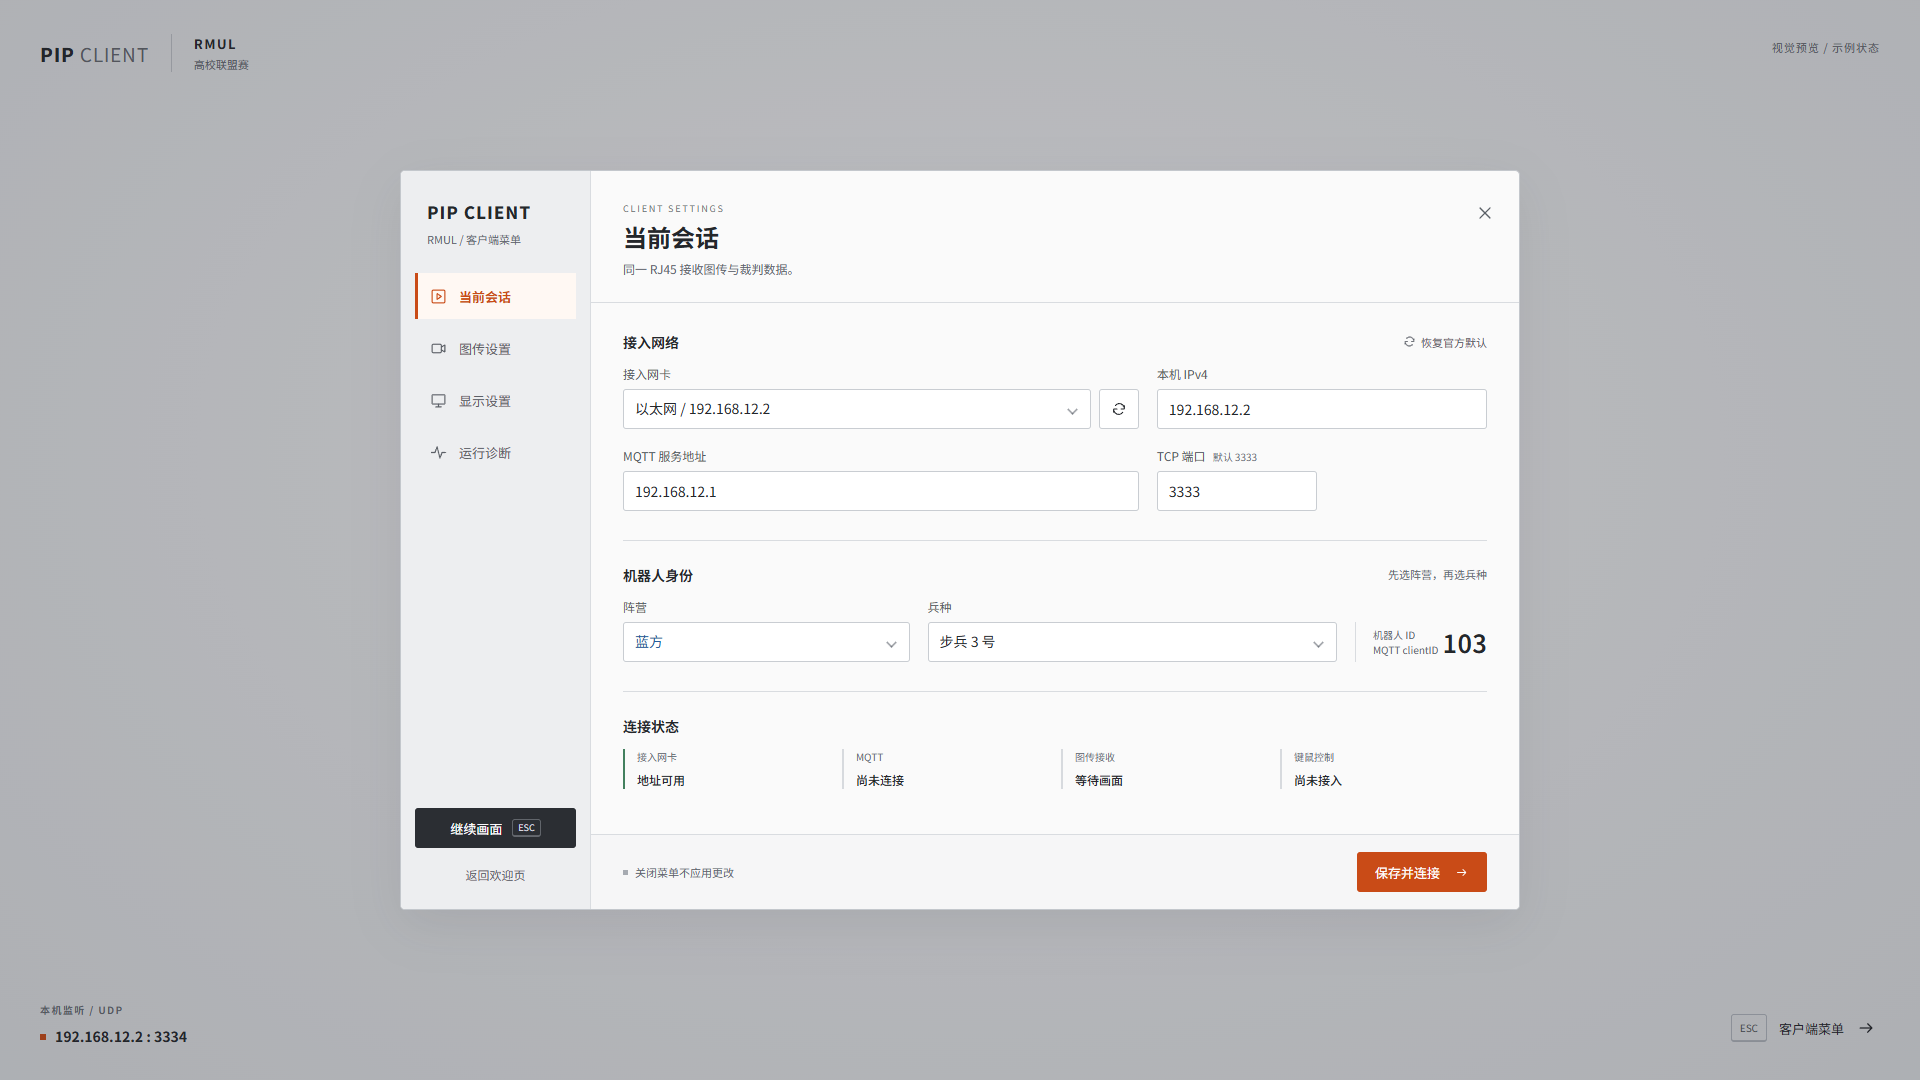 PIP CLIENT
RMUL
高校联盟赛
视觉预览 / 示例状态
PIP CLIENT
RMUL / 客户端菜单
当前会话
图传设置
显示设置
运行诊断
继续画面 ESC
返回欢迎页
CLIENT SETTINGS
当前会话
同一 RJ45 接收图传与裁判数据。
接入网络
恢复官方默认
接入网卡
本机 IPv4
以太网 / 192.168.12.2
192.168.12.2
MQTT 服务地址
TCP 端口 默认 3333
192.168.12.1
3333
机器人身份
先选阵营，再选兵种
阵营
兵种
蓝方
步兵 3 号
机器人 ID
MQTT clientID
103
连接状态
接入网卡
地址可用
MQTT
尚未连接
图传接收
等待画面
键鼠控制
尚未接入
关闭菜单不应用更改
保存并连接
本机监听 / UDP
192.168.12.2 : 3334
ESC 客户端菜单